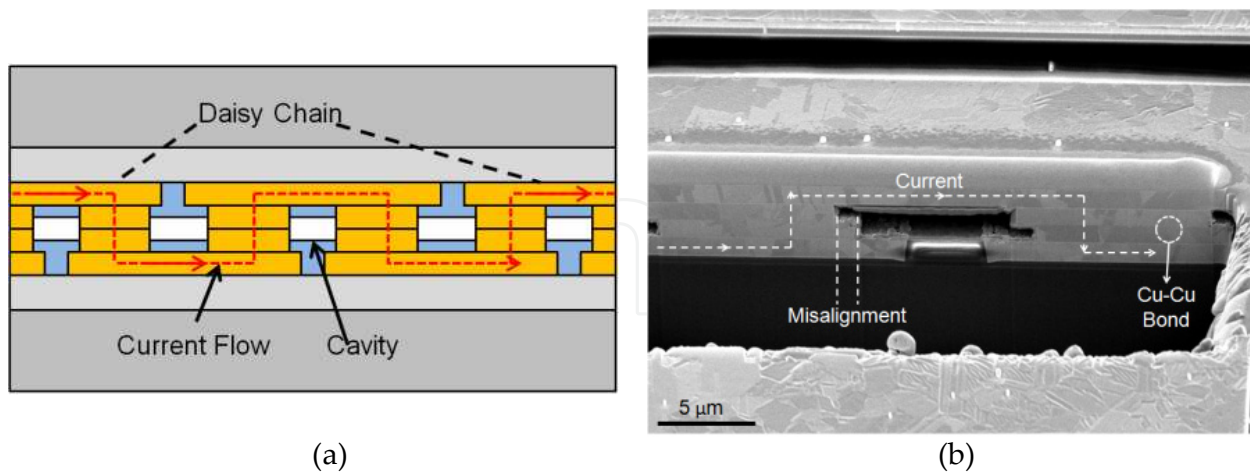 Daisy Chain
Current Flow
Cavity
(a)
Current
Misalignment
Cu-Cu
Bond
5 μm
(b)